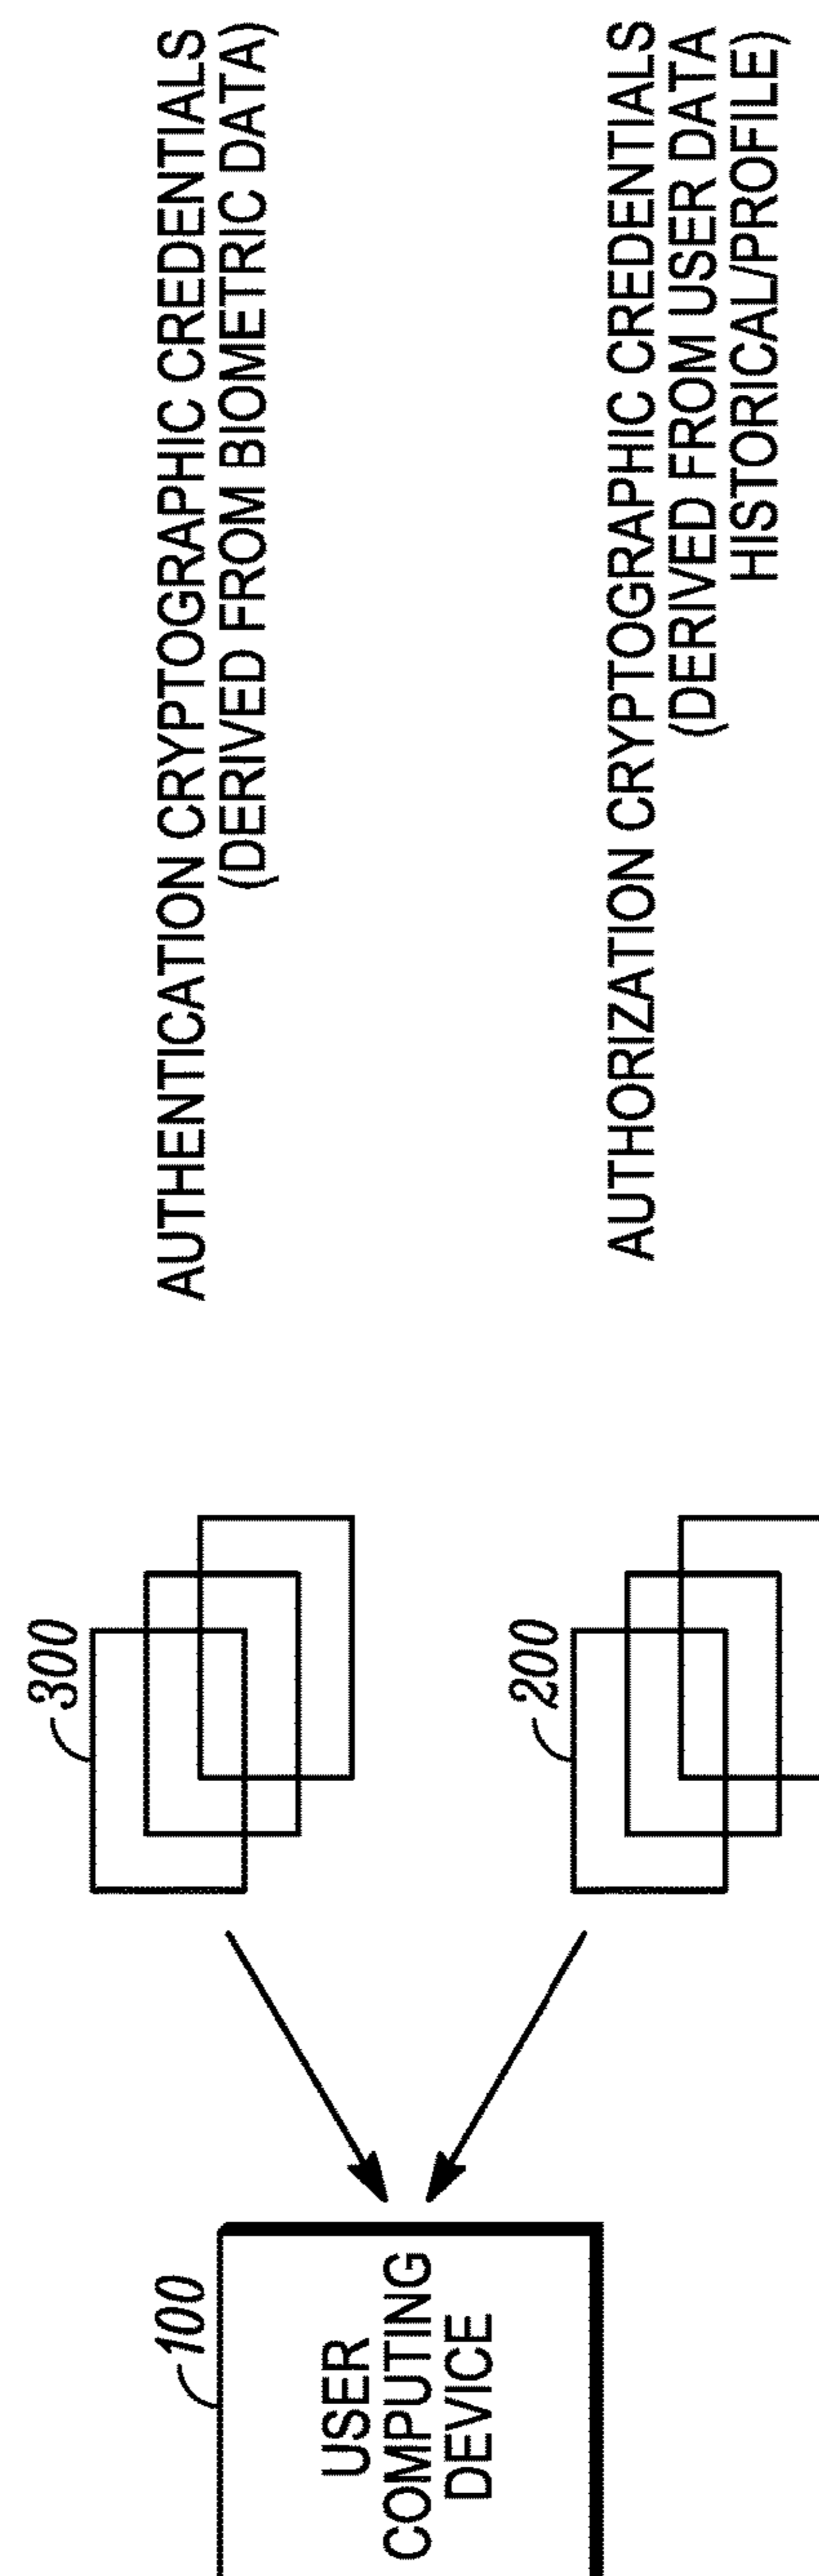 100
USER
COMPUTING
DEVICE
300
AUTHENTICATION CRYPTOGRAPHIC CREDENTIALS
(DERIVED FROM BIOMETRIC DATA)
200
AUTHORIZATION CRYPTOGRAPHIC CREDENTIALS
(DERIVED FROM USER DATA
HISTORICAL/PROFILE)